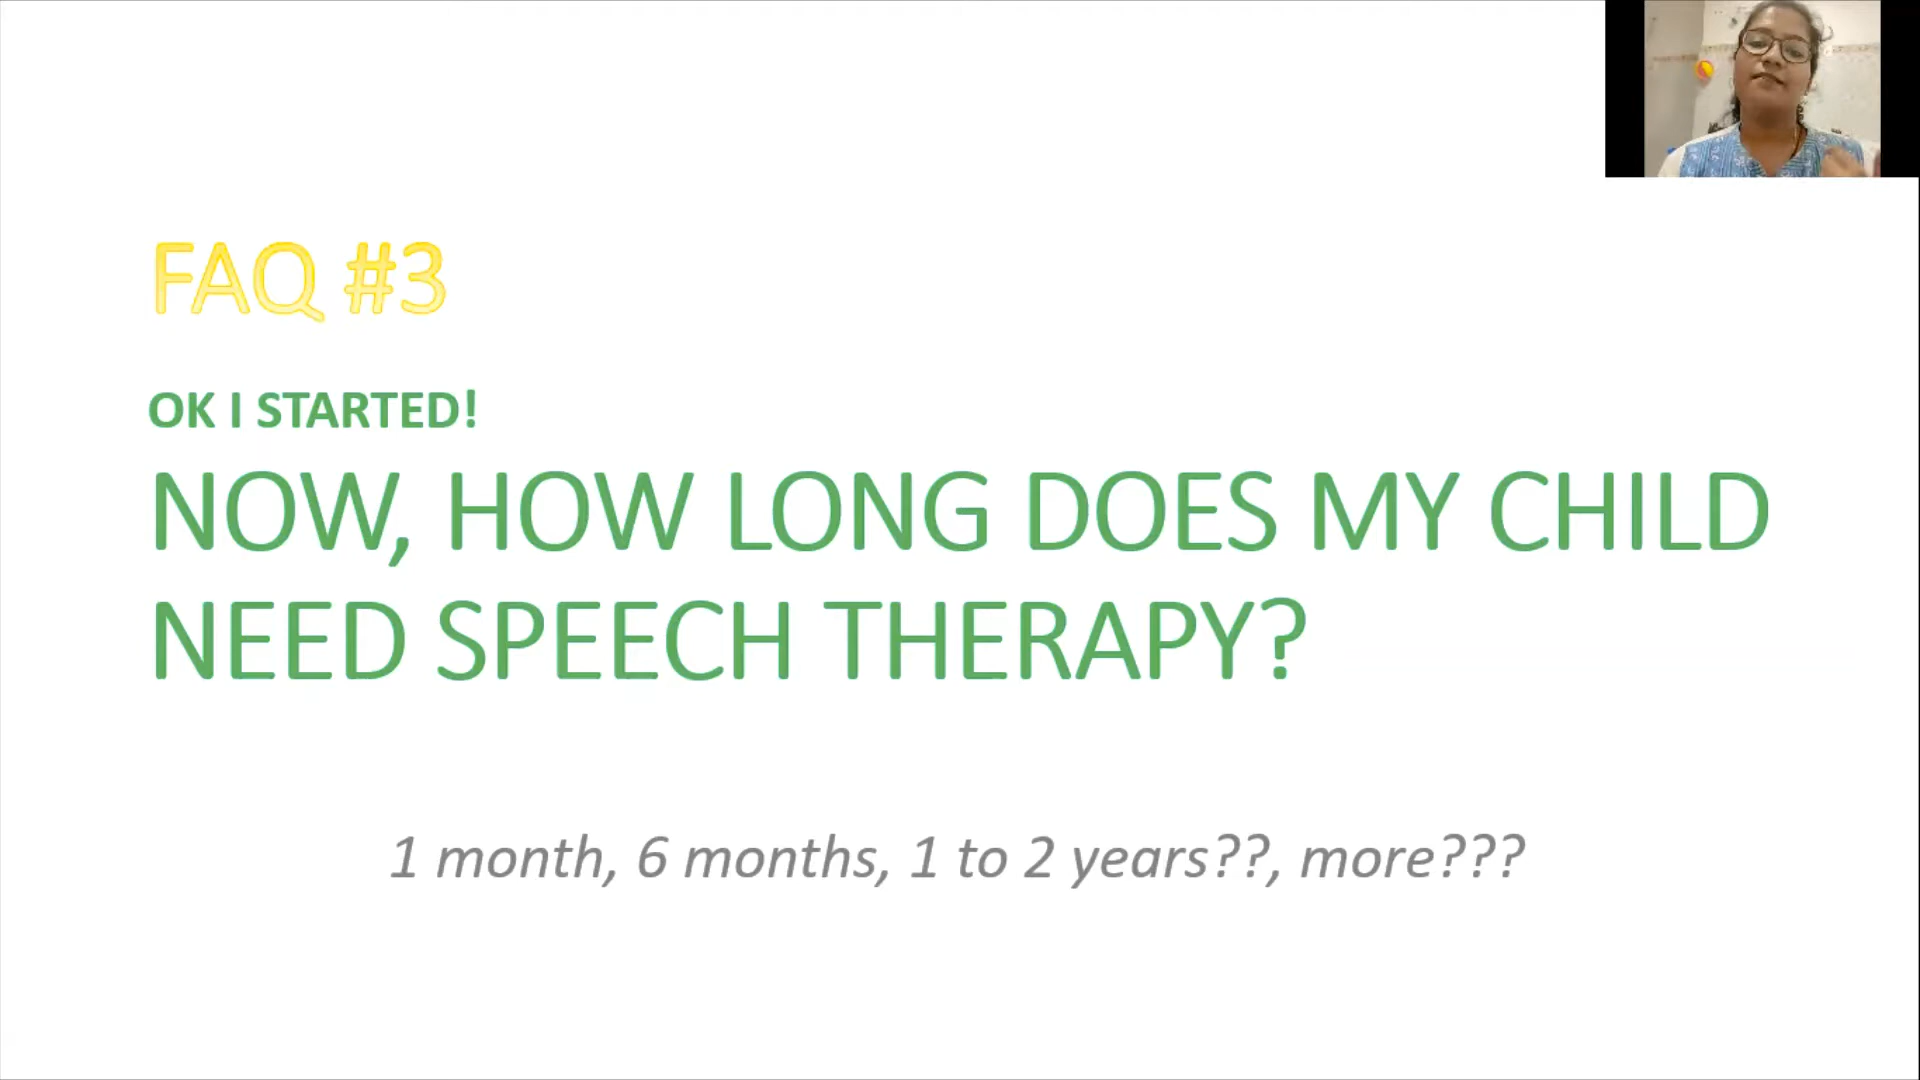 FAQ #3
OK I STARTED!
NOW, HOW LONG DOES MY CHILD
NEED SPEECH THERAPY?
1 month, 6 months, 1 to 2 years??, more???